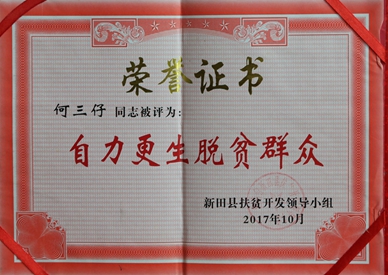 荣誉证书
何三仔 同志被评为:
自力更生脱贫群众
新田县扶贫开发领导小组
2017年10月